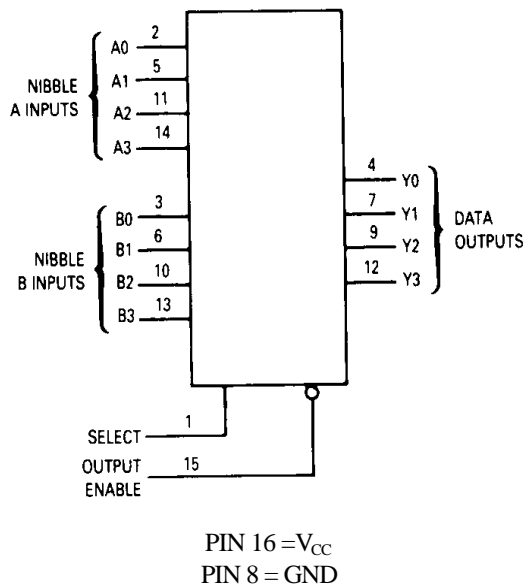 NIBBLE
A INPUTS
A0 2
A1 5
A2 11
A3 14
NIBBLE
B INPUTS
B0 3
B1 6
B2 10
B3 13
4 Y0
7 Y1
9 Y2
12 Y3
DATA
OUTPUTS
SELECT 1
OUTPUT
ENABLE
15
PIN 16 =VCC
PIN 8 = GND